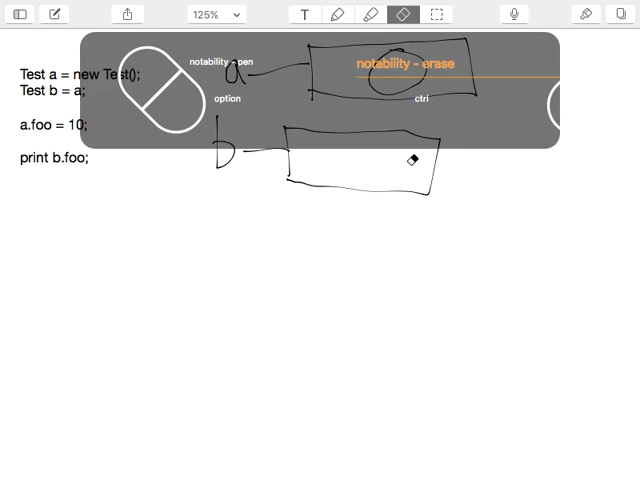 125%
T
notability - pen
notability - erase
Test a = new Test();
a
Test b = a;
option
ctrl
a.foo = 10;
b
print b.foo;